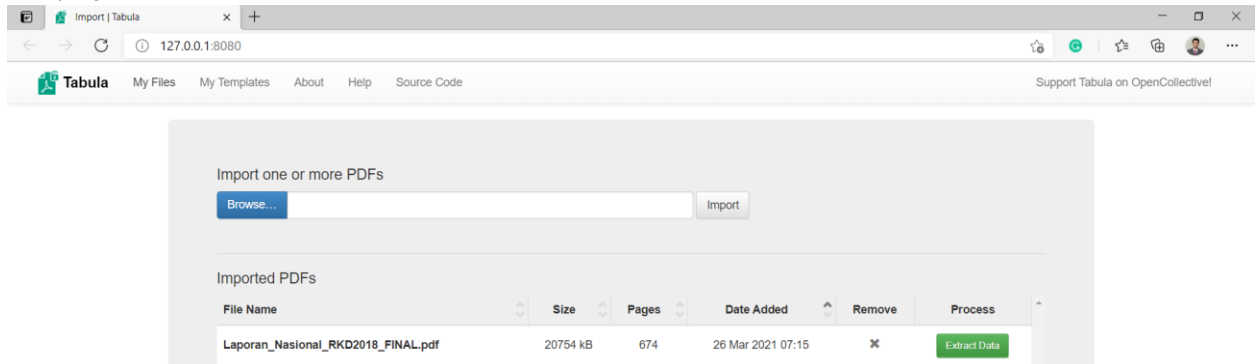 Import | Tabula
127.0.0.1:8080
Tabula My Files My Templates About Help Source Code Support Tabula on OpenCollective!
Import one or more PDFs
Browse... Import
Imported PDFs
File Name Size Pages Date Added Remove Process
Laporan_Nasional_RKD2018_FINAL.pdf 20754 kB 674 26 Mar 2021 07:15 Extract Data